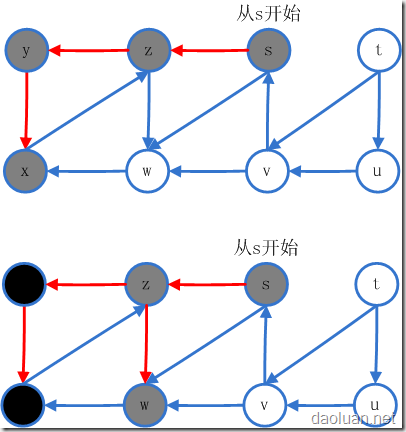 从s开始
y z s t
x w v u
从s开始
z s t
w v u
daoluan.net